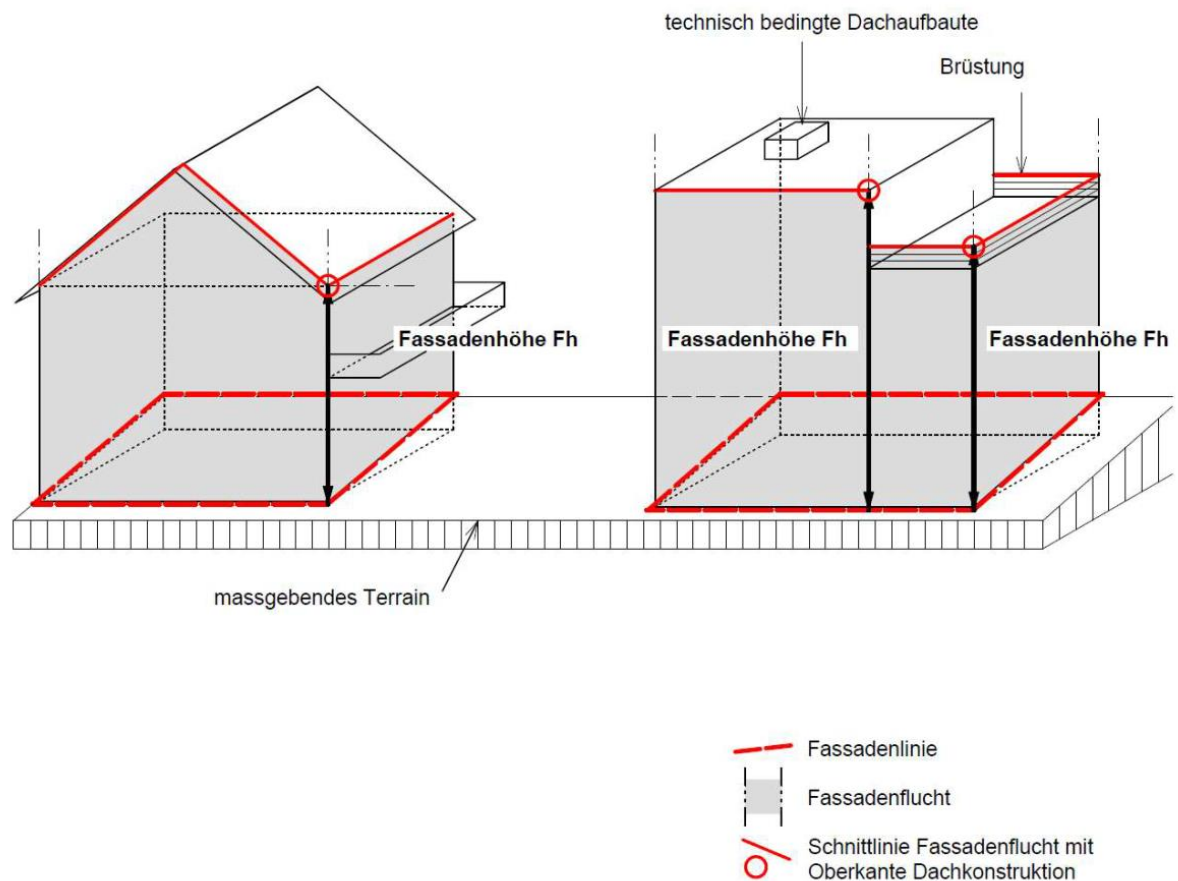 technisch bedingte Dachaufbaute
Brüstung
Fassadenhöhe Fh
Fassadenhöhe Fh
Fassadenhöhe Fh
massgebendes Terrain
Fassadenlinie
Fassadenflucht
Schnittlinie Fassadenflucht mit
Oberkante Dachkonstruktion